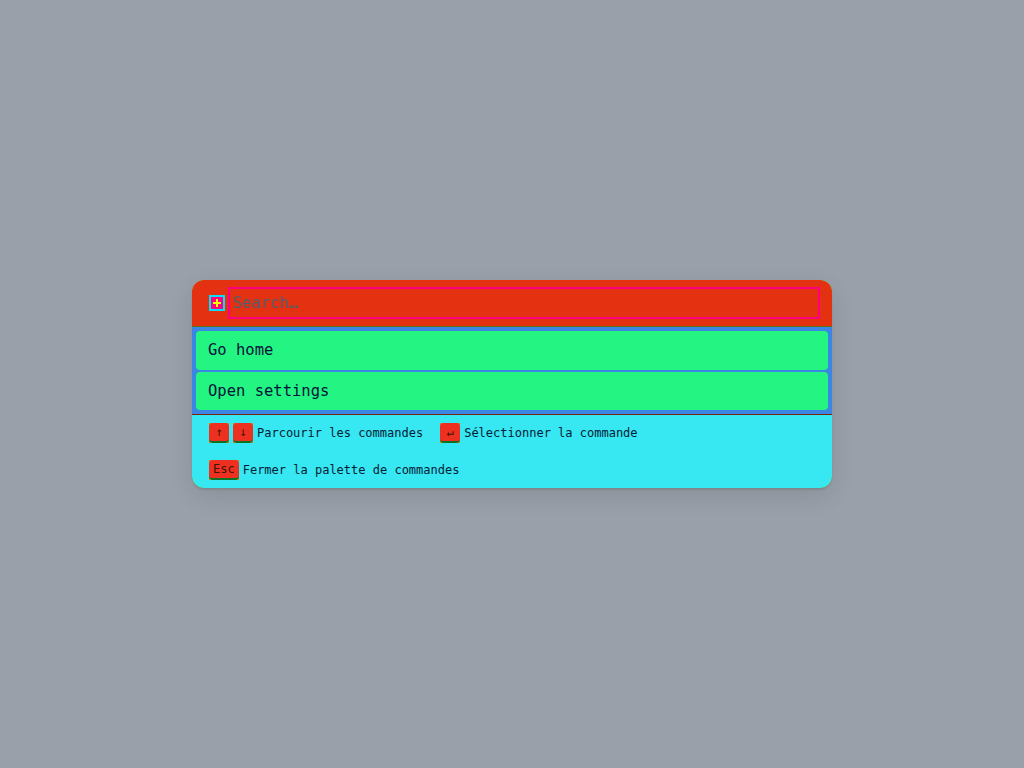 Search…
Go home
Open settings
↑ ↓ Parcourir les commandes ↵ Sélectionner la commande
Esc Fermer la palette de commandes